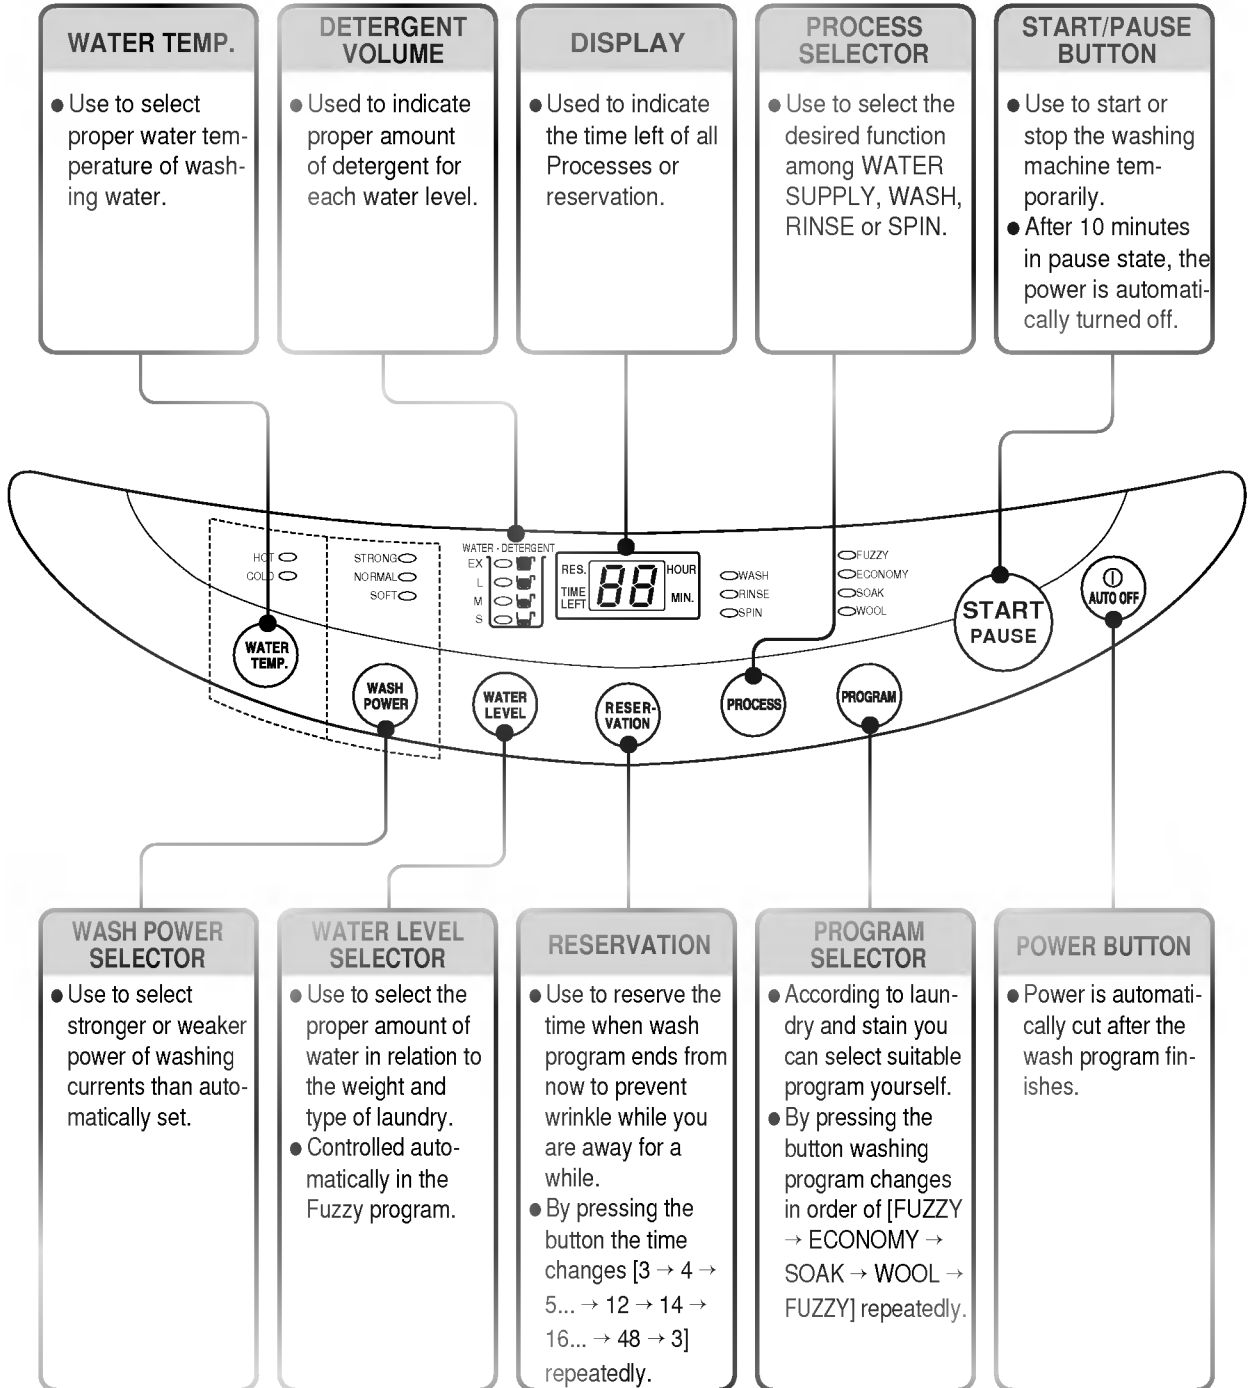 WATER TEMP.
● Use to select
proper water tem-
perature of wash-
ing water.
DETERGENT
VOLUME
● Used to indicate
proper amount
of detergent for
each water level.
DISPLAY
● Used to indicate
the time left of all
Processes or
reservation.
PROCESS
SELECTOR
● Use to select the
desired function
among WATER
SUPPLY, WASH,
RINSE or SPIN.
START/PAUSE
BUTTON
● Use to start or
stop the washing
machine tem-
porarily.
● After 10 minutes
in pause state, the
power is automati-
cally turned off.
HOT
COLD
WATER
TEMP.
STRONG
NORMAL
SOFT
WASH
POWER
WATER - DETERGENT
EX
L
M
S
WATER
LEVEL
RES.
TIME
LEFT
88
HOUR
MIN.
RESER-
VATION
WASH
RINSE
SPIN
PROCESS
FUZZY
ECONOMY
SOAK
WOOL
PROGRAM
START
PAUSE
AUTO OFF
WASH POWER
SELECTOR
● Use to select
stronger or weaker
power of washing
currents than auto-
matically set.
WATER LEVEL
SELECTOR
● Use to select the
proper amount of
water in relation to
the weight and
type of laundry.
● Controlled auto-
matically in the
Fuzzy program.
RESERVATION
● Use to reserve the
time when wash
program ends from
now to prevent
wrinkle while you
are away for a
while.
● By pressing the
button the time
changes [3 → 4 →
5... → 12 → 14 →
16... → 48 → 3]
repeatedly.
PROGRAM
SELECTOR
● According to laun-
dry and stain you
can select suitable
program yourself.
● By pressing the
button washing
program changes
in order of [FUZZY
→ ECONOMY →
SOAK → WOOL →
FUZZY] repeatedly.
POWER BUTTON
● Power is automati-
cally cut after the
wash program fin-
ishes.